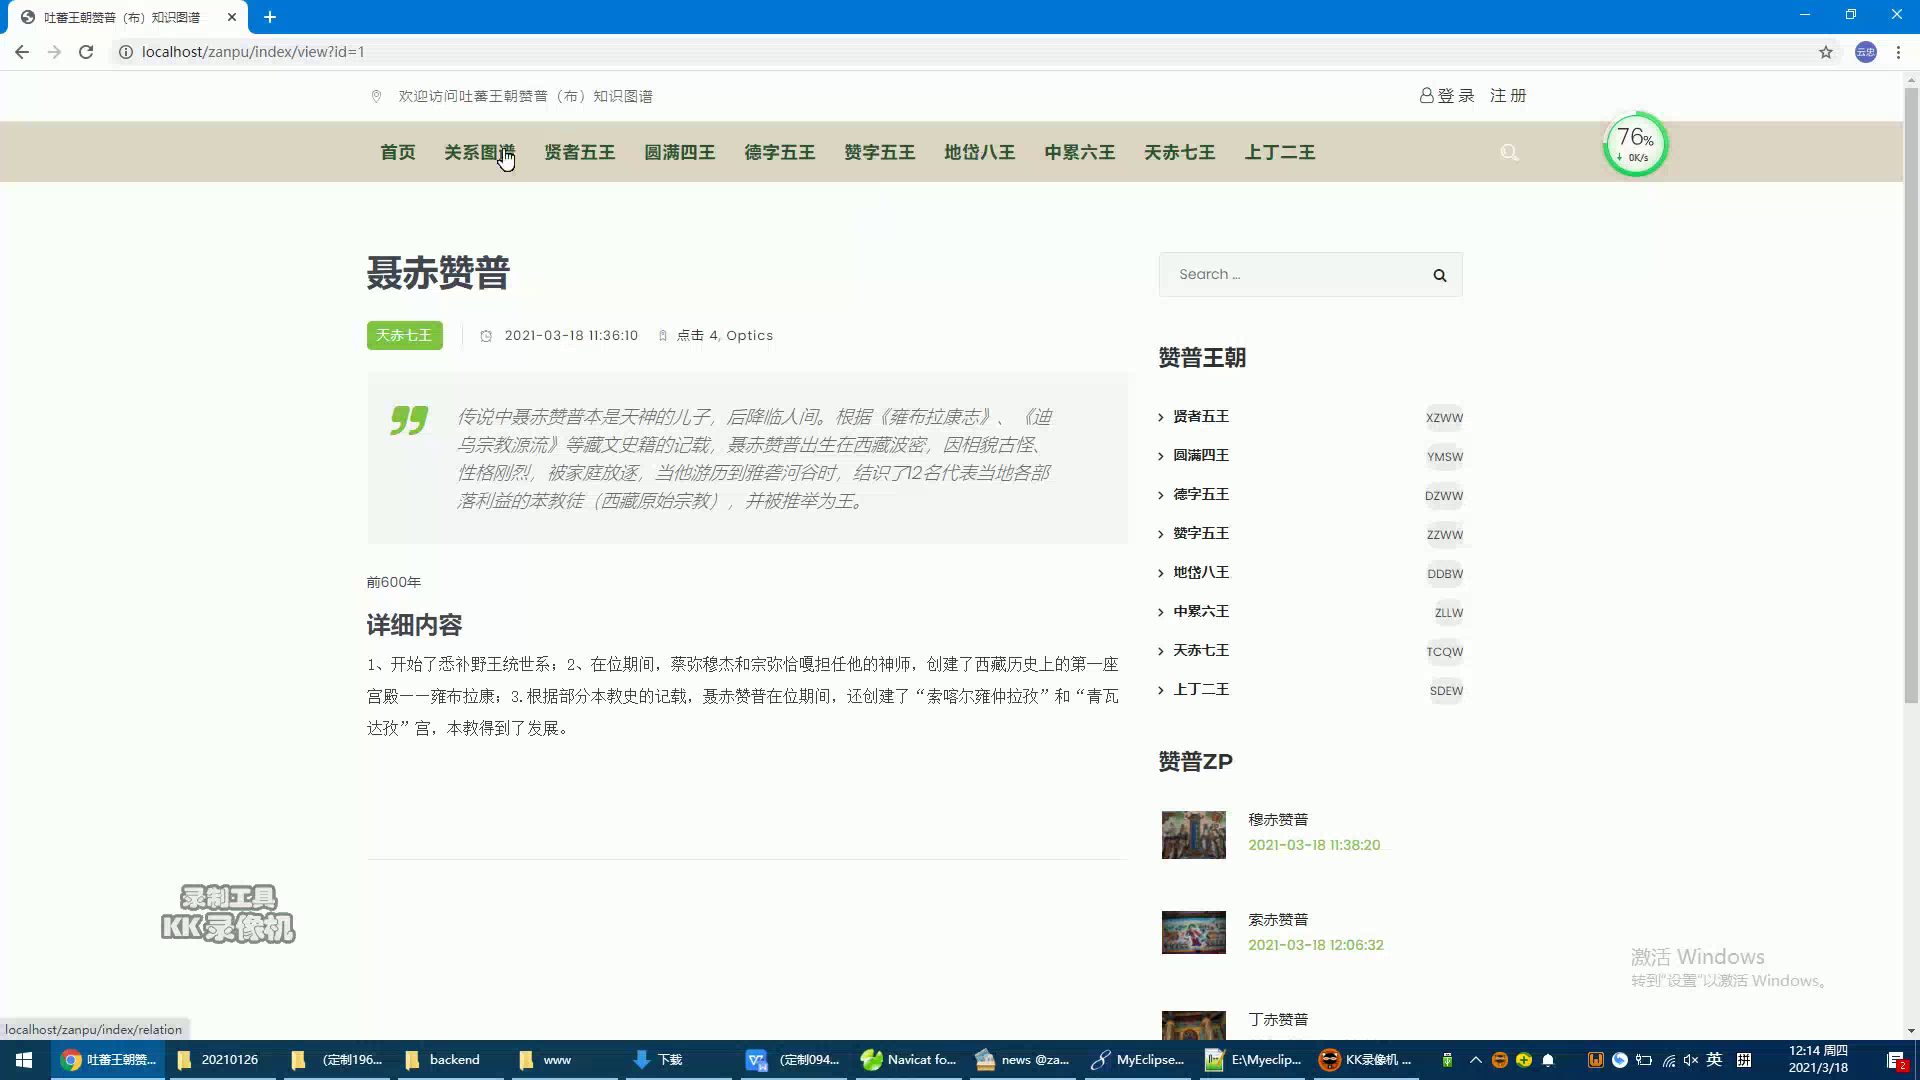 吐蕃王朝赞普（布）知识图谱
localhost/zanpu/index/view?id=1
云忠
欢迎访问吐蕃王朝赞普（布）知识图谱
登录 注册
首页 关系图谱 贤者五王 圆满四王 德字五王 赞字五王 地岱八王 中累六王 天赤七王 上丁二王
76%
0K/s
聂赤赞普
天赤七王
2021-03-18 11:36:10 点击 4, Optics
传说中聂赤赞普本是天神的儿子，后降临人间。根据《雍布拉康志》、《迪
乌宗教源流》等藏文史籍的记载，聂赤赞普出生在西藏波密，因相貌古怪、
性格刚烈，被家庭放逐，当他游历到雅砻河谷时，结识了12名代表当地各部
落利益的苯教徒（西藏原始宗教），并被推举为王。
前600年
详细内容
1、开始了悉补野王统世系；2、在位期间，蔡弥穆杰和宗弥恰嘎担任他的神师，创建了西藏历史上的第一座
宫殿——雍布拉康；3.根据部分本教史的记载，聂赤赞普在位期间，还创建了“索喀尔雍仲拉孜”和“青瓦
达孜”宫，本教得到了发展。
Search ...
赞普王朝
贤者五王 XZWW
圆满四王 YMSW
德字五王 DZWW
赞字五王 ZZWW
地岱八王 DDBW
中累六王 ZLLW
天赤七王 TCQW
上丁二王 SDEW
赞普ZP
穆赤赞普
2021-03-18 11:38:20
索赤赞普
2021-03-18 12:06:32
丁赤赞普
录制工具
KK录像机
激活 Windows
转到“设置”以激活 Windows。
localhost/zanpu/index/relation
吐蕃王朝赞...
20210126
(定制196...
backend
www
下载
(定制094...
Navicat fo...
news @za...
MyEclipse...
E:\Myeclip...
KK录像机 ...
英
拼
12:14 周四
2021/3/18
2